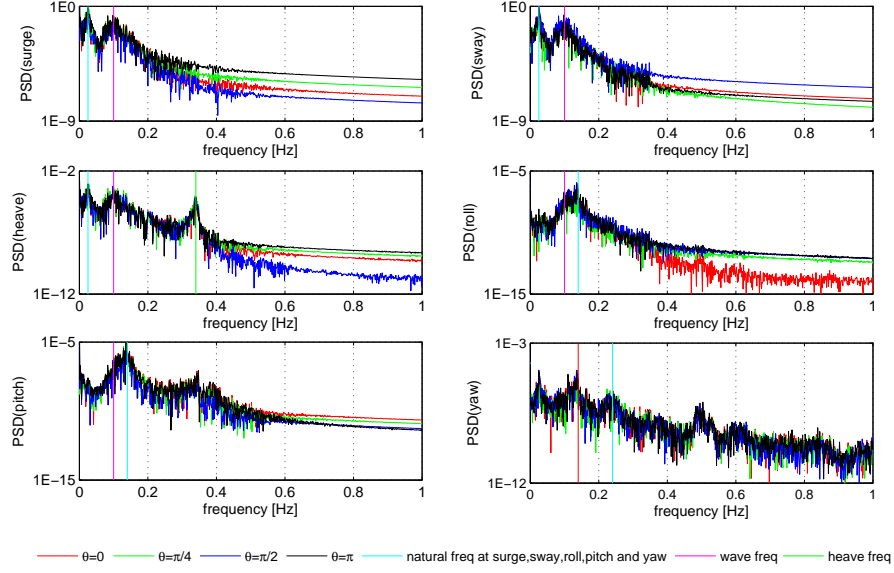 1E0
PSD(surge)
1E-9
0 0.2 0.4 0.6 0.8 1
frequency [Hz]
1E0
PSD(sway)
1E-9
0 0.2 0.4 0.6 0.8 1
frequency [Hz]
1E-2
PSD(heave)
1E-12
0 0.2 0.4 0.6 0.8 1
frequency [Hz]
1E-5
PSD(roll)
1E-15
0 0.2 0.4 0.6 0.8 1
frequency [Hz]
1E-5
PSD(pitch)
1E-15
0 0.2 0.4 0.6 0.8 1
frequency [Hz]
1E-3
PSD(yaw)
1E-12
0 0.2 0.4 0.6 0.8 1
frequency [Hz]
θ=0 θ=π/4 θ=π/2 θ=π natural freq at surge,sway,roll,pitch and yaw wave freq heave freq